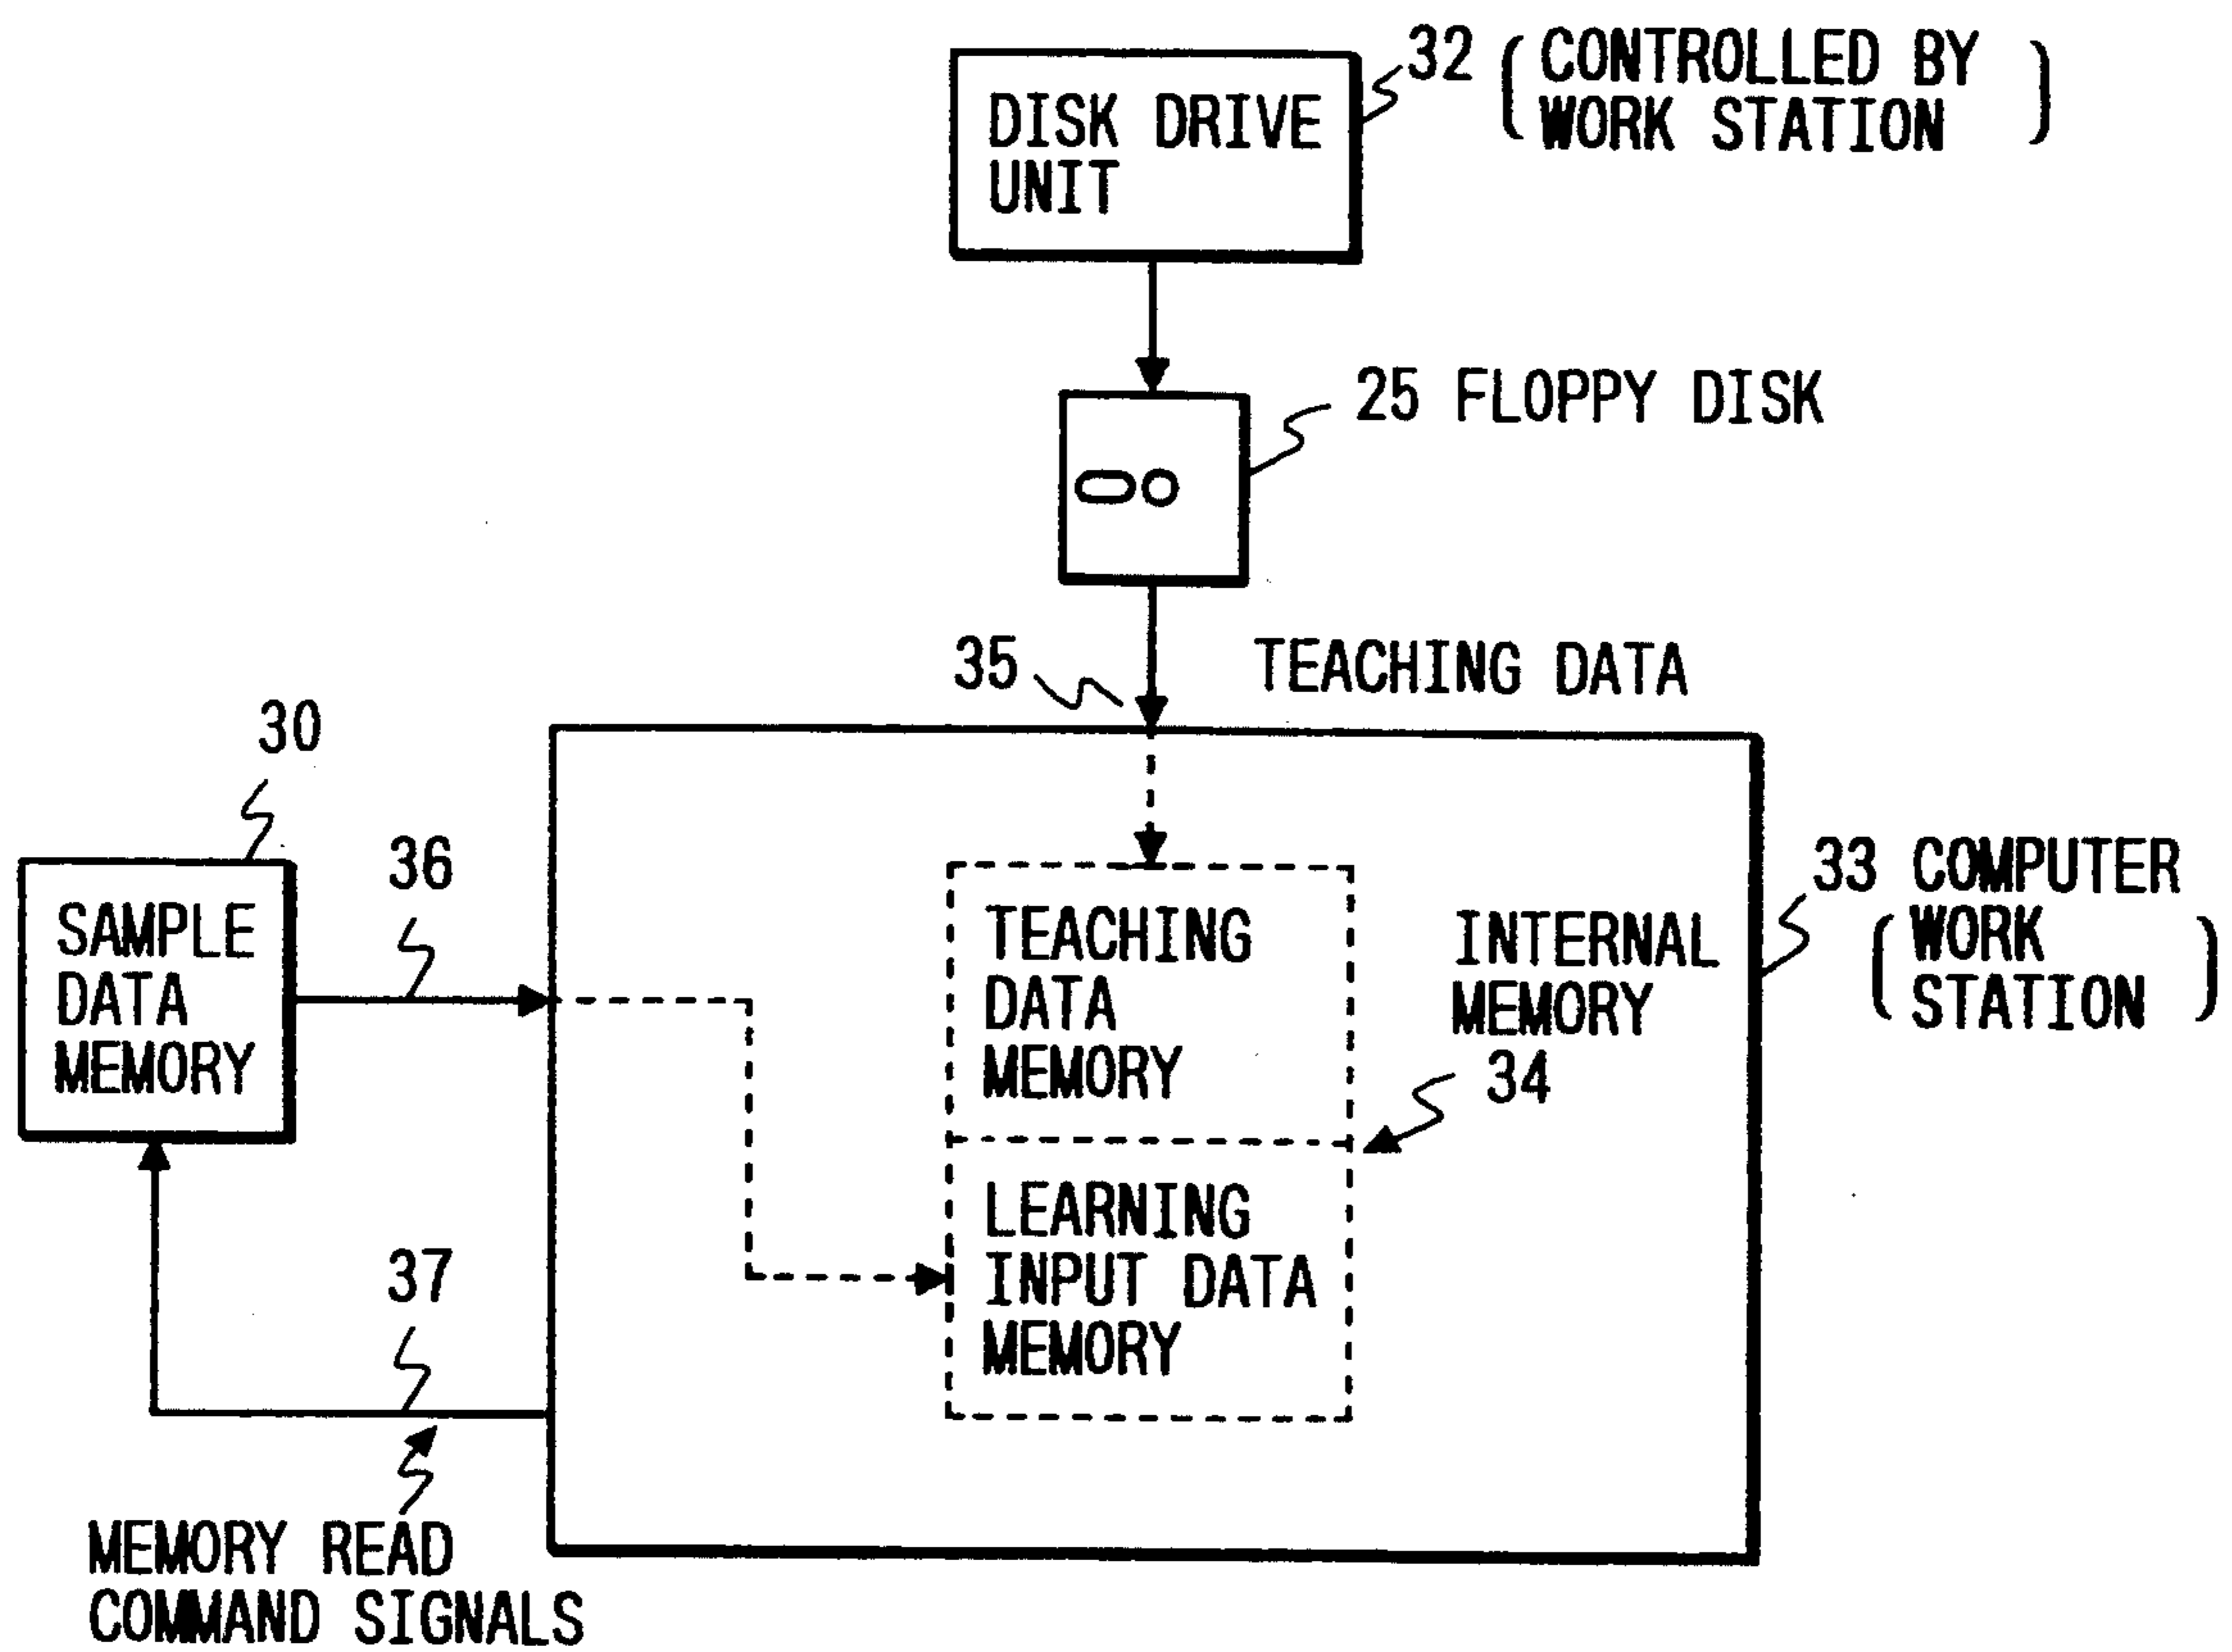 32 (CONTROLLED BY
WORK STATION)
DISK DRIVE
UNIT
25 FLOPPY DISK
35
TEACHING DATA
30
36
SAMPLE
DATA
MEMORY
TEACHING
DATA
MEMORY
INTERNAL
MEMORY
34
33 COMPUTER
(WORK
STATION)
LEARNING
INPUT DATA
MEMORY
37
MEMORY READ
COMMAND SIGNALS